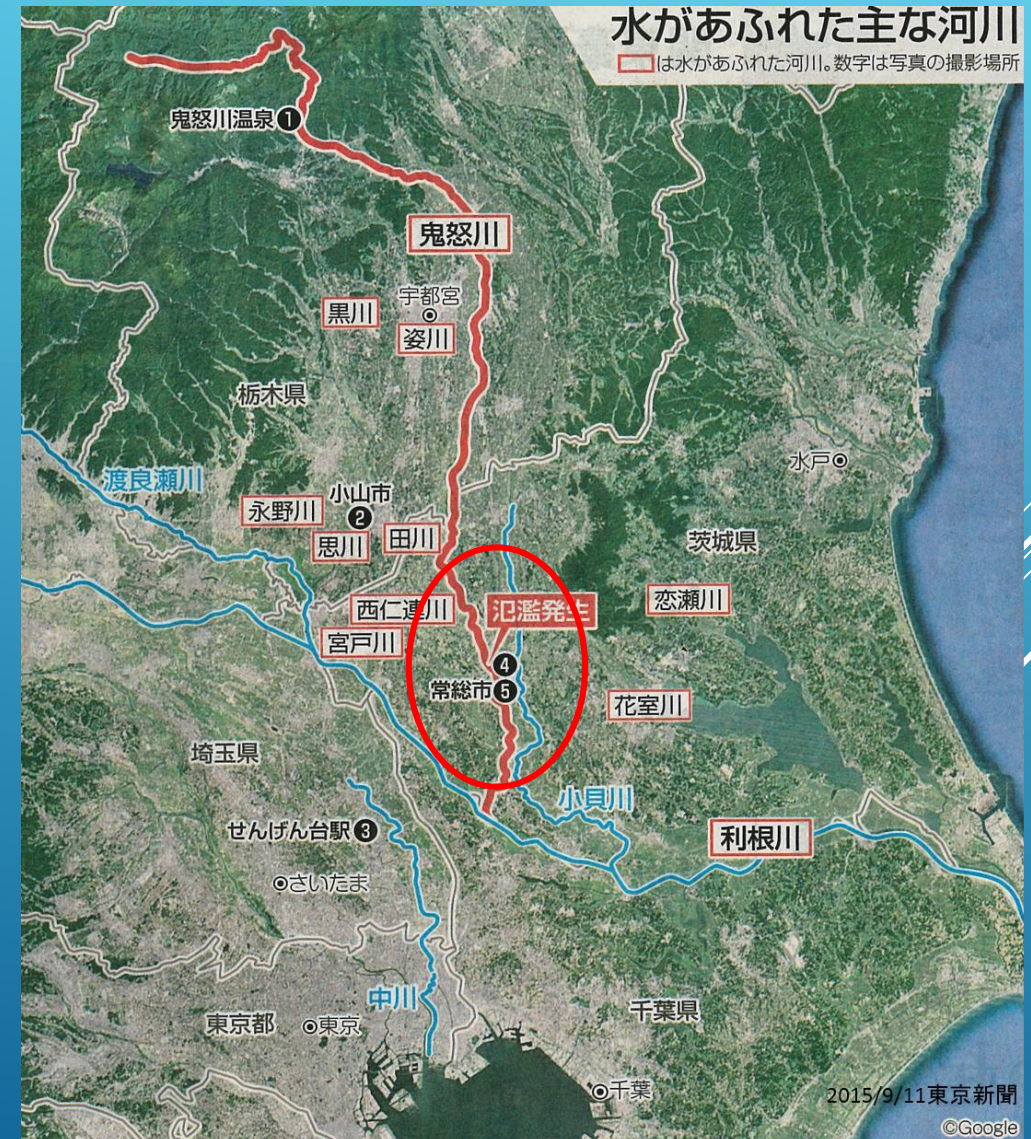 水があふれた主な河川
は水があふれた河川。数字は写真の撮影場所
鬼怒川温泉❶
鬼怒川
宇都宮
黒川
姿川
栃木県
水戸
渡良瀬川
小山市
❷
永野川
思川
田川
茨城県
恋瀬川
西仁連川
氾濫発生
宮戸川
❹
常総市❺
花室川
埼玉県
小貝川
せんげん台駅❸
利根川
さいたま
中川
千葉県
東京都
東京
千葉
2015/9/11東京新聞
©Google